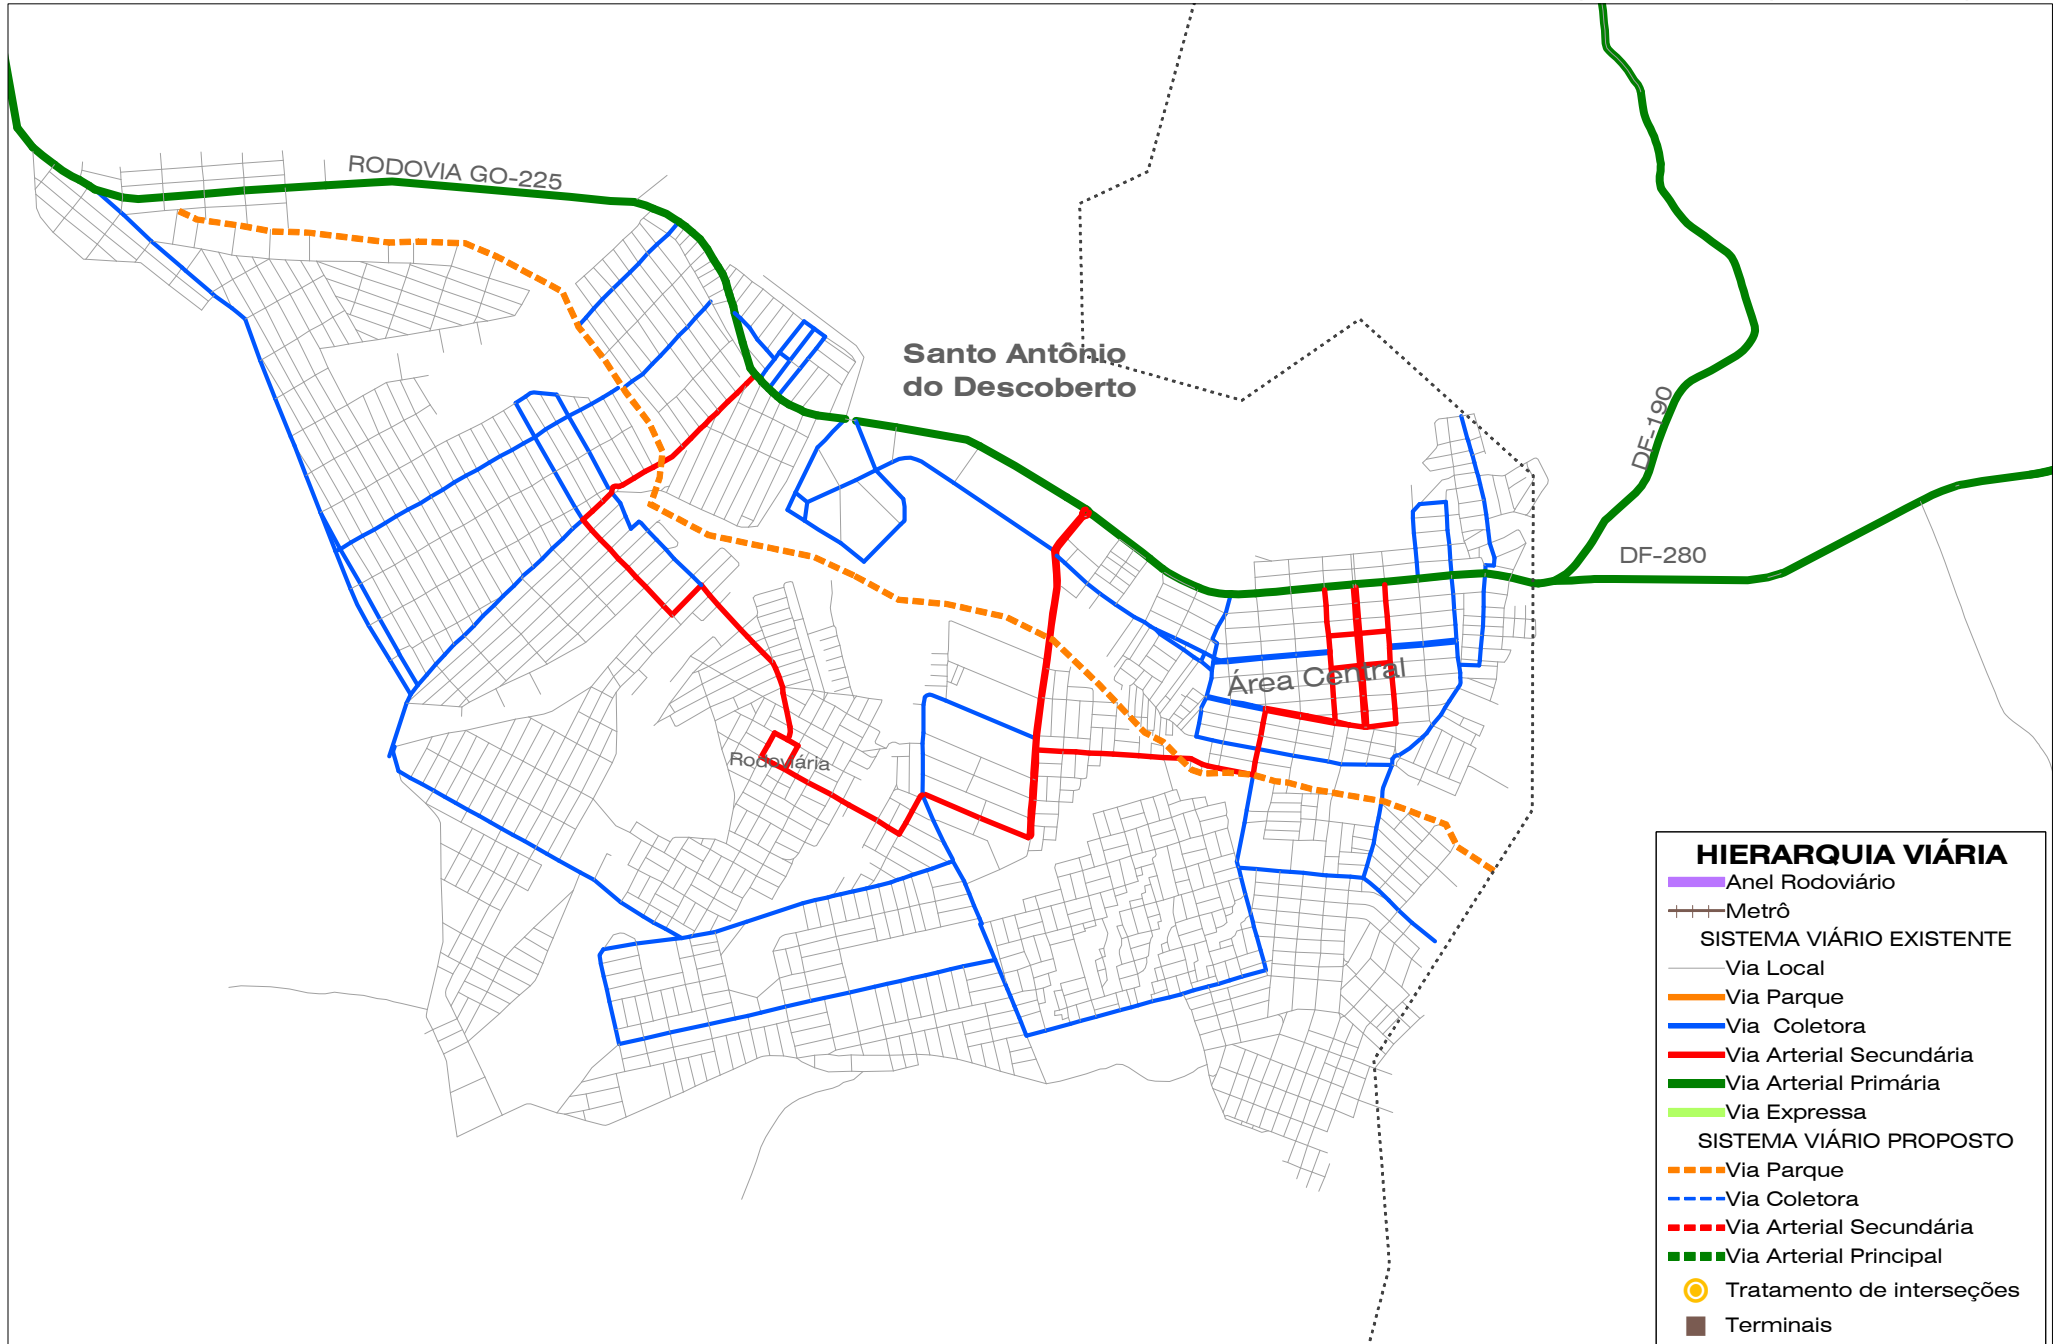 RODOVIA GO-225
Santo Antônio
do Descoberto
DF-190
DF-280
Área Central
Rodoviária
HIERARQUIA VIÁRIA
Anel Rodoviário
Metrô
SISTEMA VIÁRIO EXISTENTE
Via Local
Via Parque
Via Coletora
Via Arterial Secundária
Via Arterial Primária
Via Expressa
SISTEMA VIÁRIO PROPOSTO
Via Parque
Via Coletora
Via Arterial Secundária
Via Arterial Principal
Tratamento de interseções
Terminais